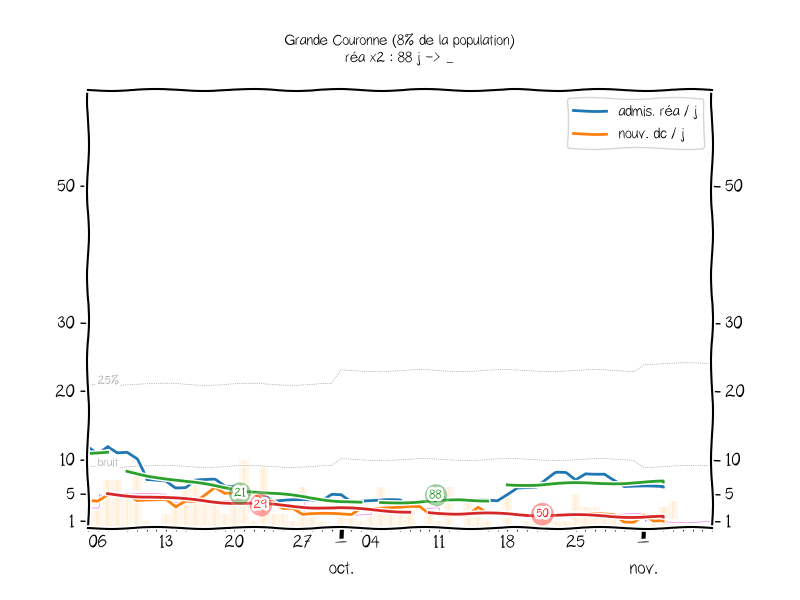 Grande Couronne (8% de la population)
réa x2 : 88 j -> _
admis. réa / j
nouv. dc / j
50 50
30 30
25%
20 20
bruit
10 10
21
88
5 5
29
50
1 1
06 13 20 27 04 11 18 25
oct. nov.